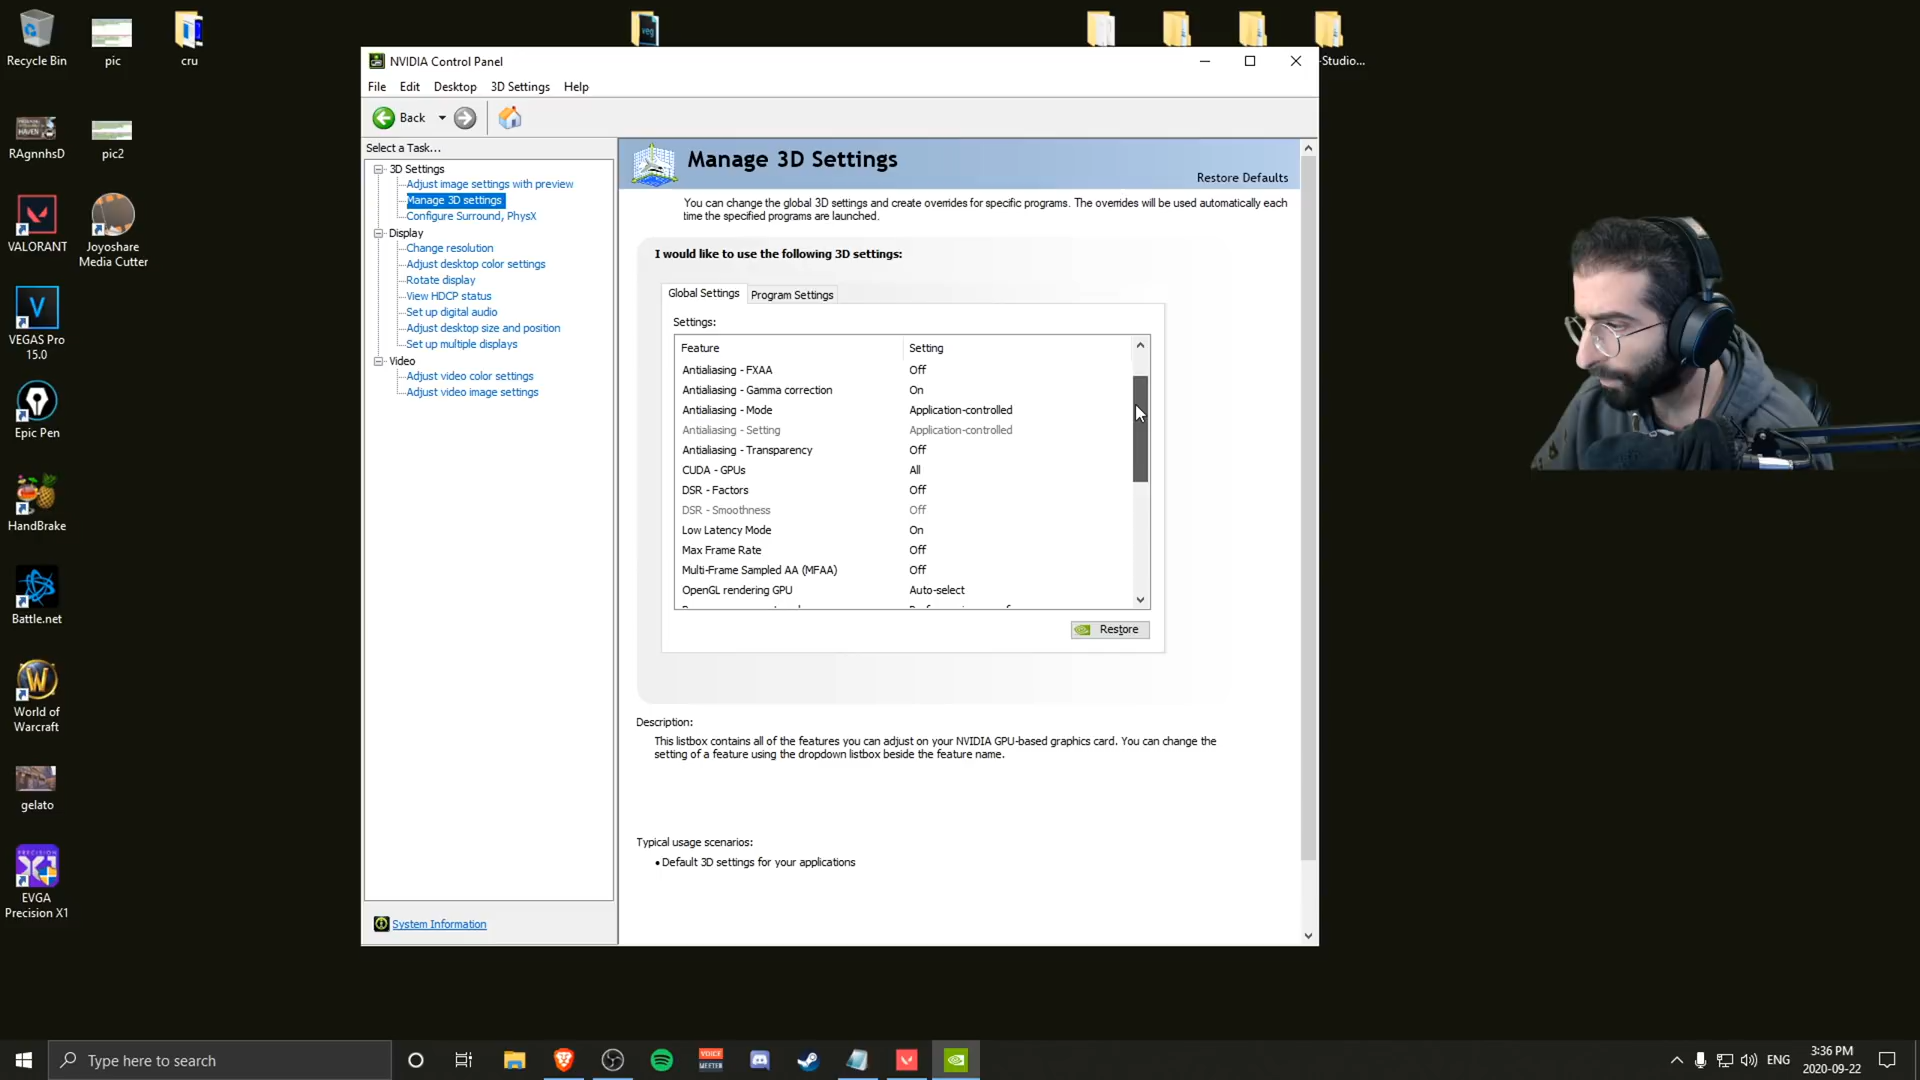 Recycle Bin
pic
cru
veg
-Studio...
RAgnnhsD
pic2
VALORANT
Joyoshare
Media Cutter
VEGAS Pro
15.0
Epic Pen
HandBrake
Battle.net
World of
Warcraft
gelato
PRECISION
X1
EVGA
Precision X1
NVIDIA Control Panel
File
Edit
Desktop
3D Settings
Help
Back
Select a Task...
3D Settings
Adjust image settings with preview
Manage 3D settings
Configure Surround, PhysX
Display
Change resolution
Adjust desktop color settings
Rotate display
View HDCP status
Set up digital audio
Adjust desktop size and position
Set up multiple displays
Video
Adjust video color settings
Adjust video image settings
System Information
Manage 3D Settings
Restore Defaults
You can change the global 3D settings and create overrides for specific programs. The overrides will be used automatically each
time the specified programs are launched.
I would like to use the following 3D settings:
Global Settings
Program Settings
Settings:
Feature Setting
Antialiasing - FXAA Off
Antialiasing - Gamma correction On
Antialiasing - Mode Application-controlled
Antialiasing - Setting Application-controlled
Antialiasing - Transparency Off
CUDA - GPUs All
DSR - Factors Off
DSR - Smoothness Off
Low Latency Mode On
Max Frame Rate Off
Multi-Frame Sampled AA (MFAA) Off
OpenGL rendering GPU Auto-select
Restore
Description:
This listbox contains all of the features you can adjust on your NVIDIA GPU-based graphics card. You can change the
setting of a feature using the dropdown listbox beside the feature name.
Typical usage scenarios:
• Default 3D settings for your applications
Type here to search
VOICE
MEETER
ENG
3:36 PM
2020-09-22